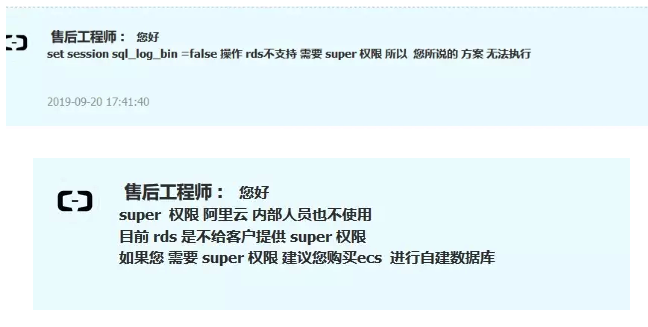 售后工程师： 您好
set session sql_log_bin =false 操作 rds不支持 需要 super 权限 所以 您所说的 方案 无法执行
2019-09-20 17:41:40
售后工程师： 您好
super 权限 阿里云 内部人员也不使用
目前 rds 是不给客户提供 super 权限
如果您 需要 super 权限 建议您购买ecs 进行自建数据库